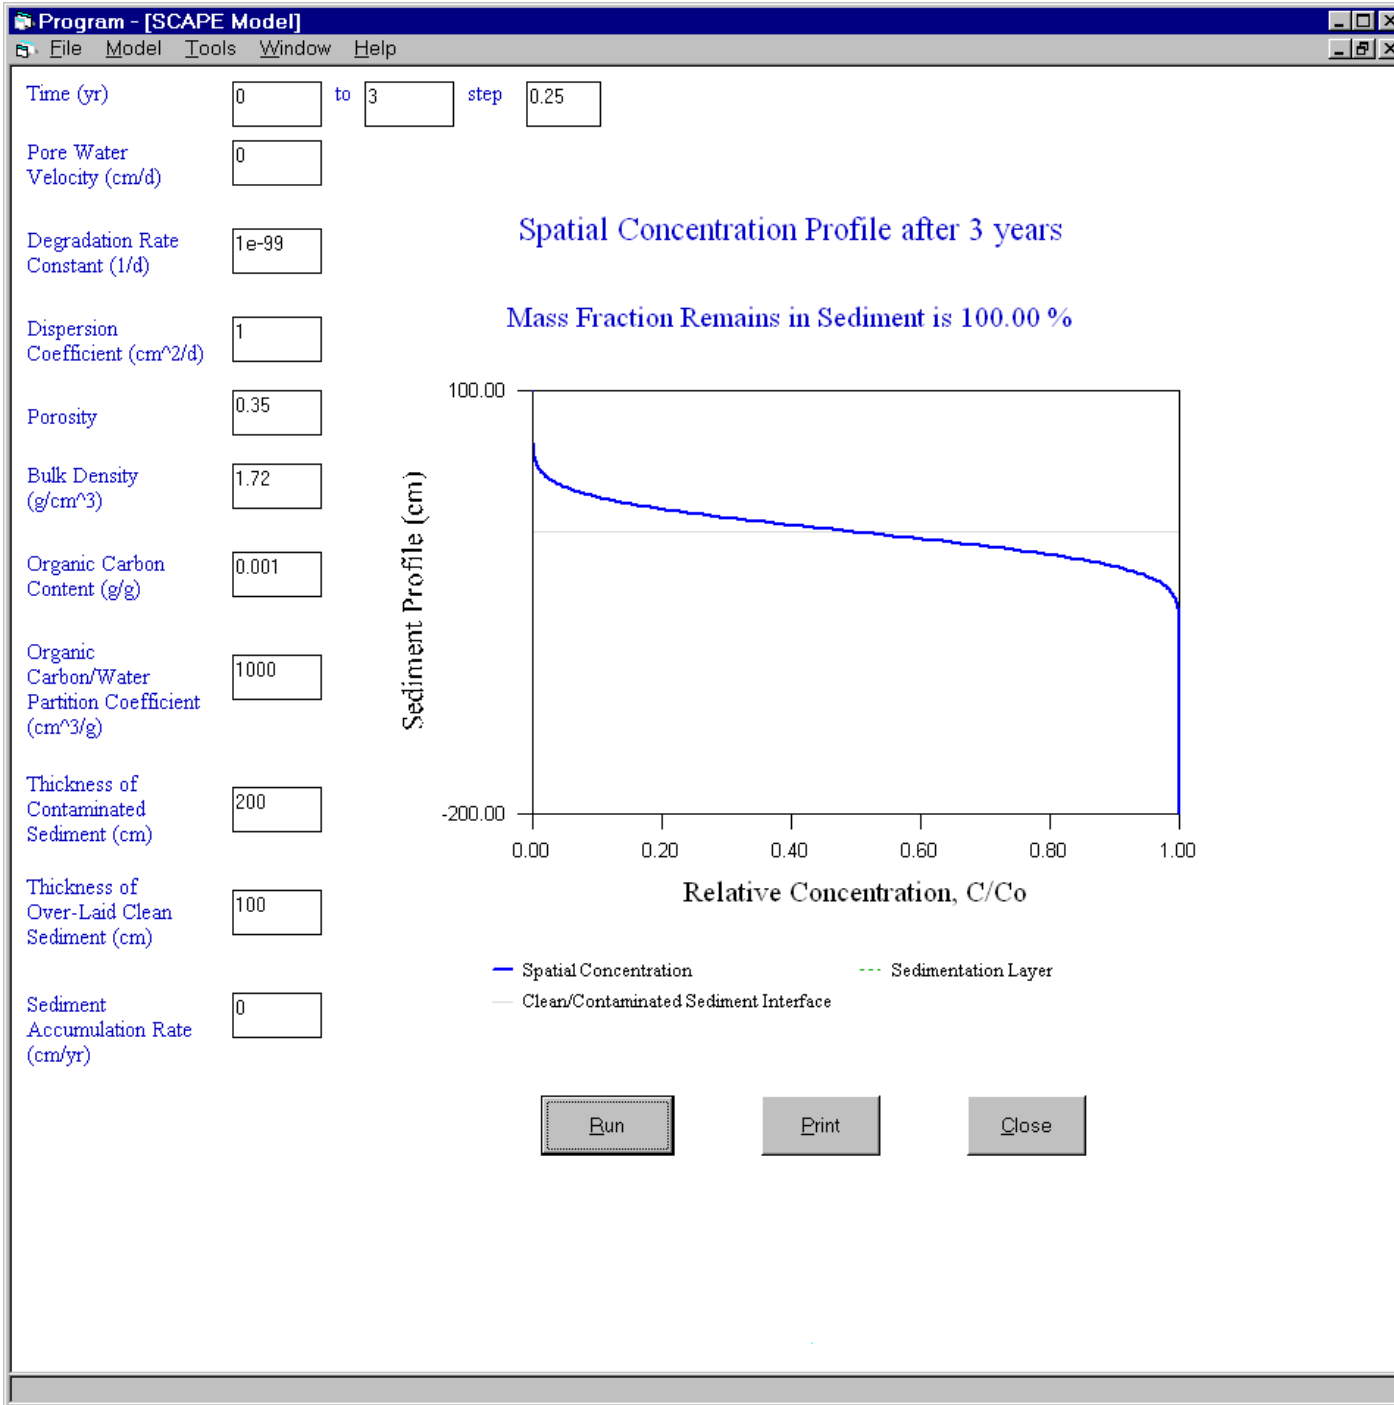 Program - [SCAPE Model]
File Model Tools Window Help
Time (yr) 0 to 3 step 0.25
Pore Water
Velocity (cm/d)
0
Degradation Rate
Constant (1/d)
1e-99
Dispersion
Coefficient (cm^2/d)
1
Porosity
0.35
Bulk Density
(g/cm^3)
1.72
Organic Carbon
Content (g/g)
0.001
Organic
Carbon/Water
Partition Coefficient
(cm^3/g)
1000
Thickness of
Contaminated
Sediment (cm)
200
Thickness of
Over-Laid Clean
Sediment (cm)
100
Sediment
Accumulation Rate
(cm/yr)
0
Spatial Concentration Profile after 3 years
Mass Fraction Remains in Sediment is 100.00 %
100.00
Sediment Profile (cm)
-200.00
0.00 0.20 0.40 0.60 0.80 1.00
Relative Concentration, C/Co
Spatial Concentration
Sedimentation Layer
Clean/Contaminated Sediment Interface
Run Print Close